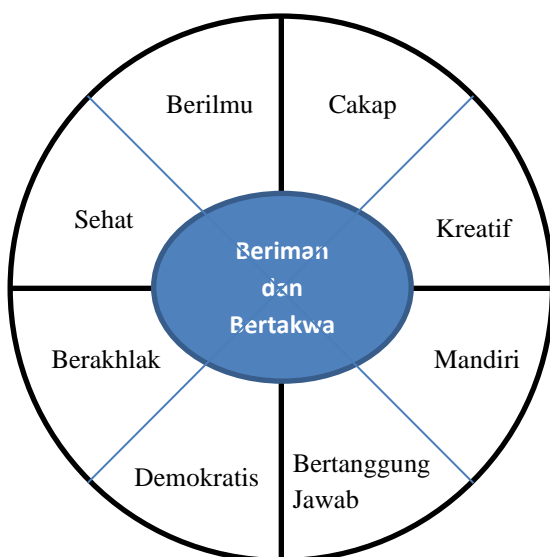 Berilmu
Cakap
Sehat
Kreatif
Beriman
dan
Bertakwa
Berakhlak
Mandiri
Demokratis
Bertanggung
Jawab